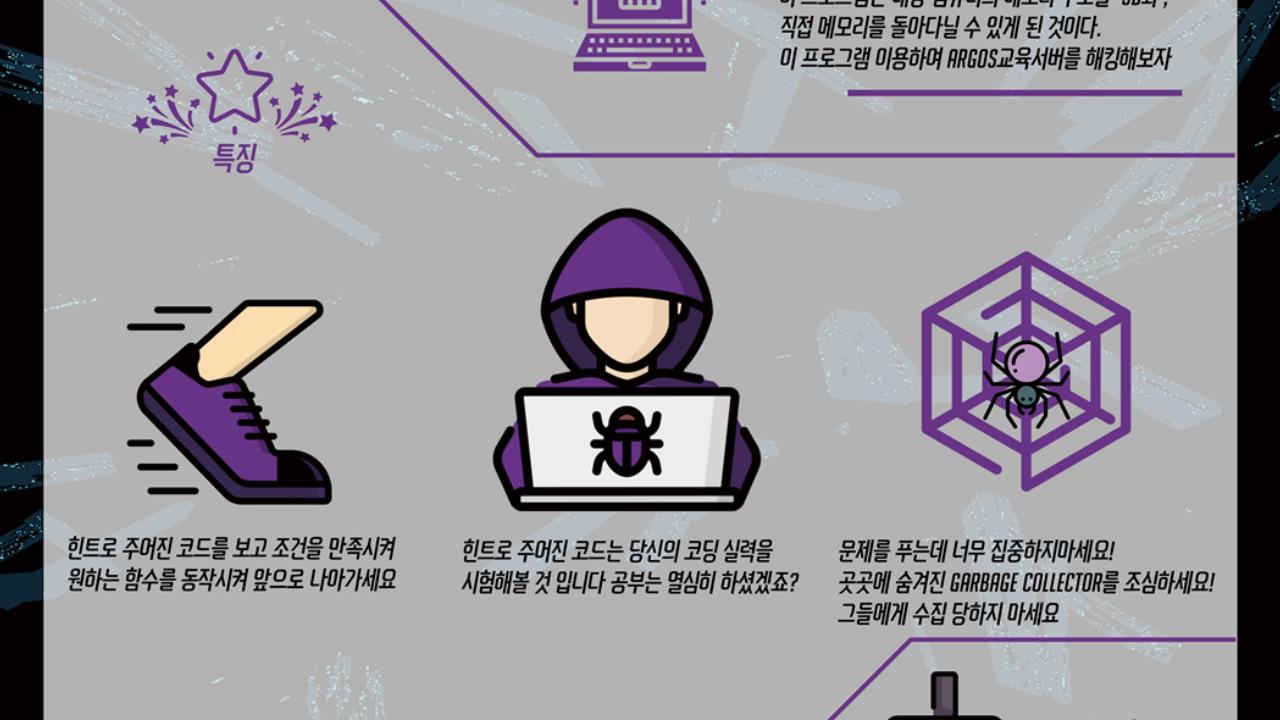 직접 메모리를 돌아다닐 수 있게 된 것이다.
이 프로그램 이용하며 ARGOS교육서버를 해킹해보자
특징
힌트로 주어진 코드를 보고 조건을 만족시켜
원하는 함수를 동작시켜 앞으로 나아가세요
힌트로 주어진 코드는 당신의 코딩 실력을
시험해볼 것 입니다 공부는 열심히 하셨겠죠?
문제를 푸는데 너무 집중하지마세요!
곳곳에 숨겨진 GARBAGE COLLECTOR를 조심하세요!
그들에게 수집 당하지 마세요